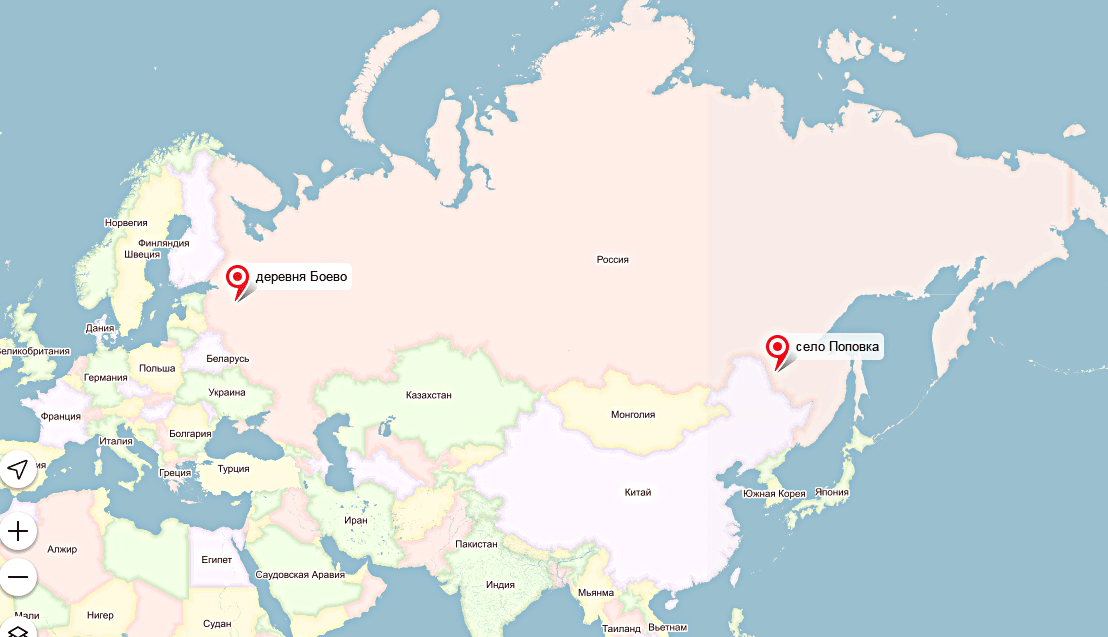 Норвегия
Финляндия
Швеция
Россия
деревня Боево
Дания
Великобритания
село Поповка
Беларусь
Польша
Германия
Украина
Казахстан
Франция
Монголия
Болгария
Италия
Турция
Греция
Китай
Южная Корея
Япония
Иран
Пакистан
Алжир
Египет
Саудовская Аравия
Индия
Мьянма
Мали
Нигер
Судан
Таиланд
Вьетнам